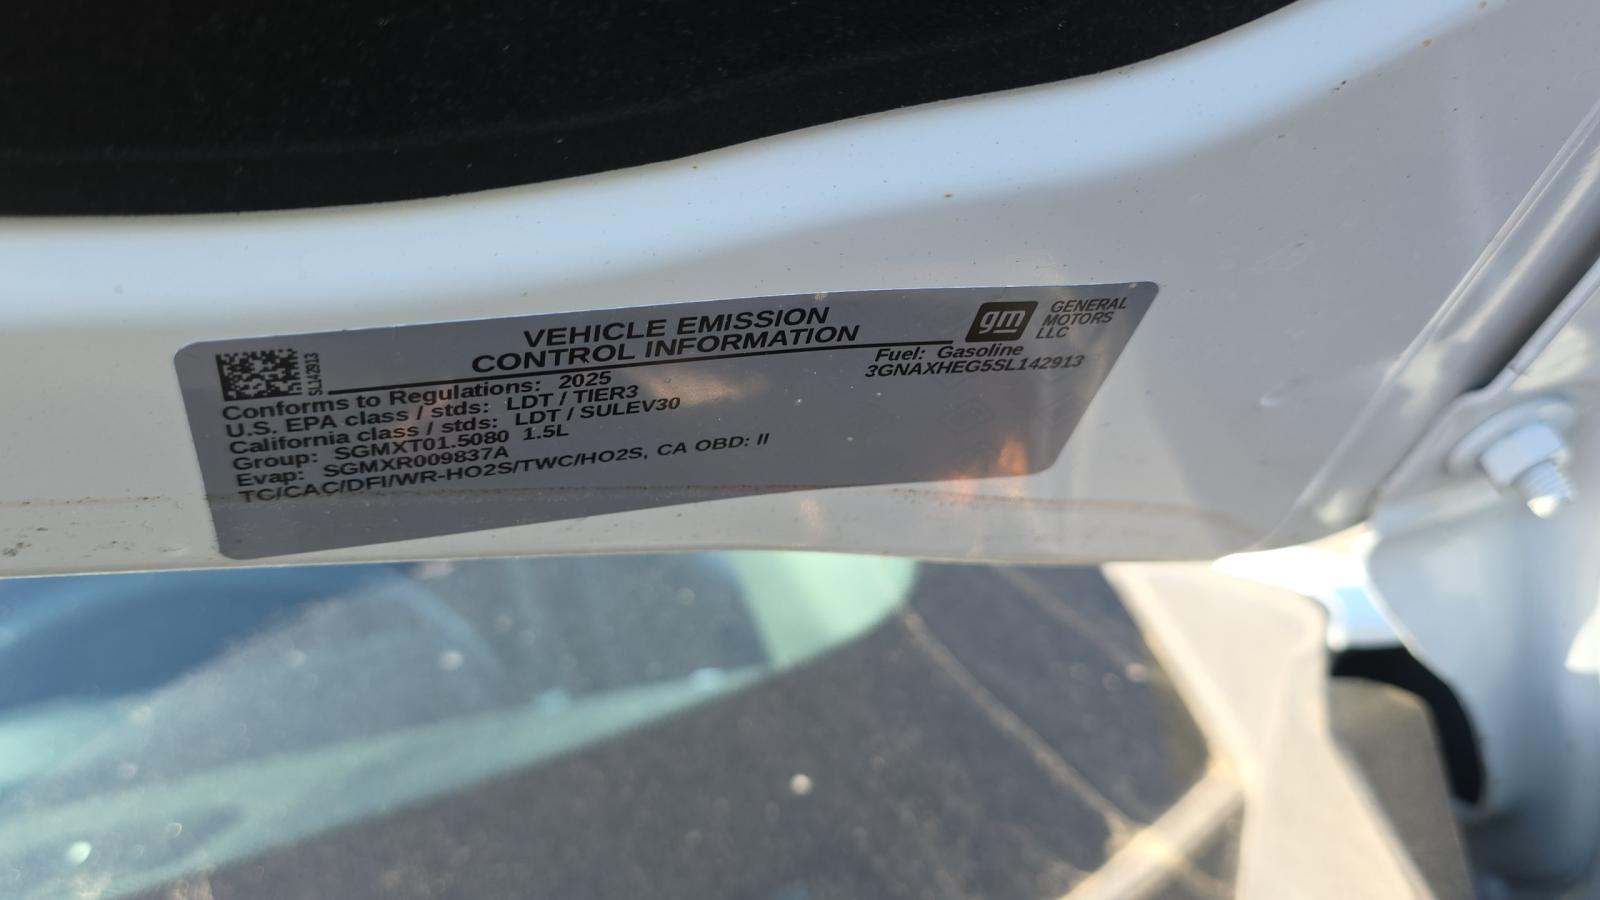 VEHICLE EMISSION
CONTROL INFORMATION
gm
GENERAL
MOTORS
LLC
SL142913
Fuel: Gasoline
3GNAXHEG5SL142913
Conforms to Regulations: 2025
U.S. EPA class / stds: LDT / TIER3
California class / stds: LDT / SULEV30
Group: SGMXT01.5080 1.5L
Evap: SGMXR009837A
TC/CAC/DFI/WR-HO2S/TWC/HO2S, CA OBD: II